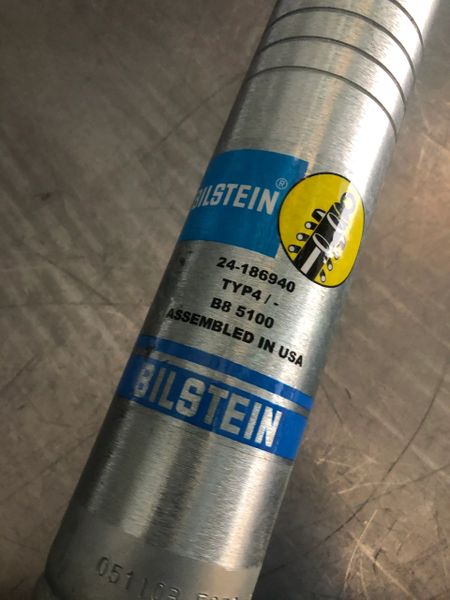 BILSTEIN®
24-186940
TYP4 / -
B8 5100
ASSEMBLED IN USA
BILSTEIN